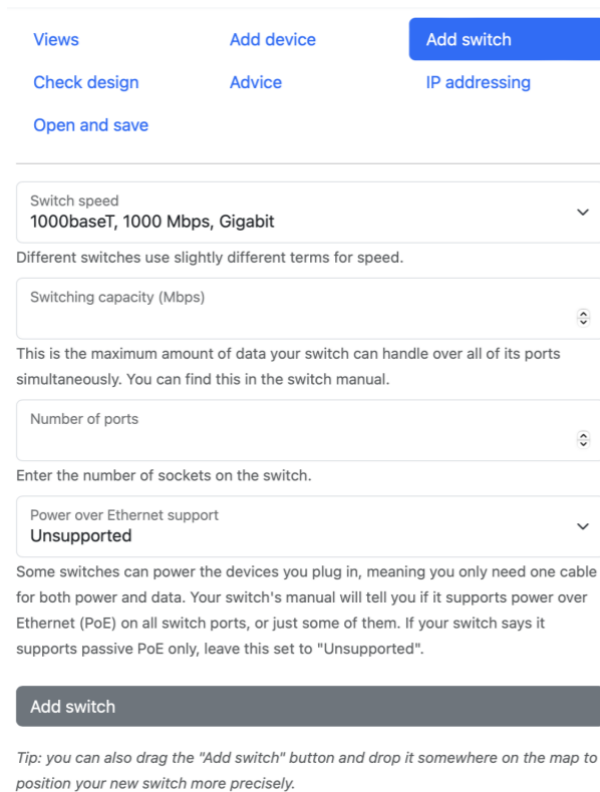 Views
Add device
Add switch
Check design
Advice
IP addressing
Open and save
Switch speed
1000baseT, 1000 Mbps, Gigabit
Different switches use slightly different terms for speed.
Switching capacity (Mbps)
This is the maximum amount of data your switch can handle over all of its ports
simultaneously. You can find this in the switch manual.
Number of ports
Enter the number of sockets on the switch.
Power over Ethernet support
Unsupported
Some switches can power the devices you plug in, meaning you only need one cable
for both power and data. Your switch's manual will tell you if it supports power over
Ethernet (PoE) on all switch ports, or just some of them. If your switch says it
supports passive PoE only, leave this set to "Unsupported".
Add switch
Tip: you can also drag the "Add switch" button and drop it somewhere on the map to
position your new switch more precisely.